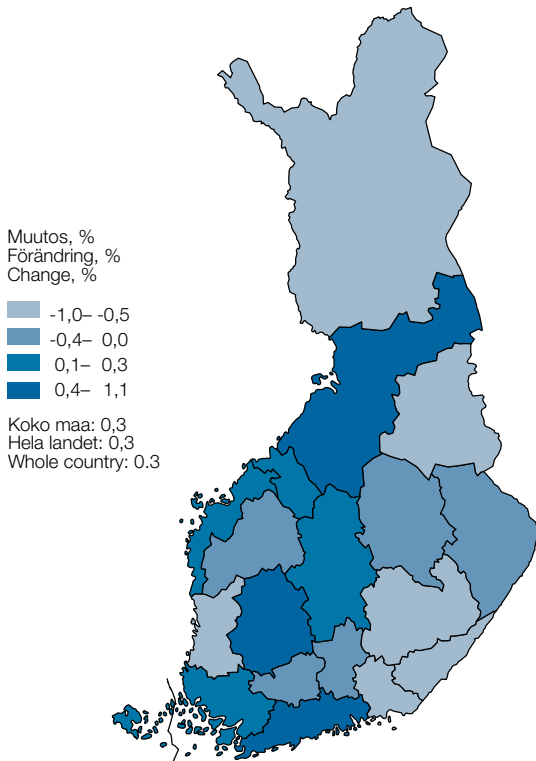 Muutos, %
Förändring, %
Change, %
-1,0– -0,5
-0,4– 0,0
0,1– 0,3
0,4– 1,1
Koko maa: 0,3
Hela landet: 0,3
Whole country: 0.3